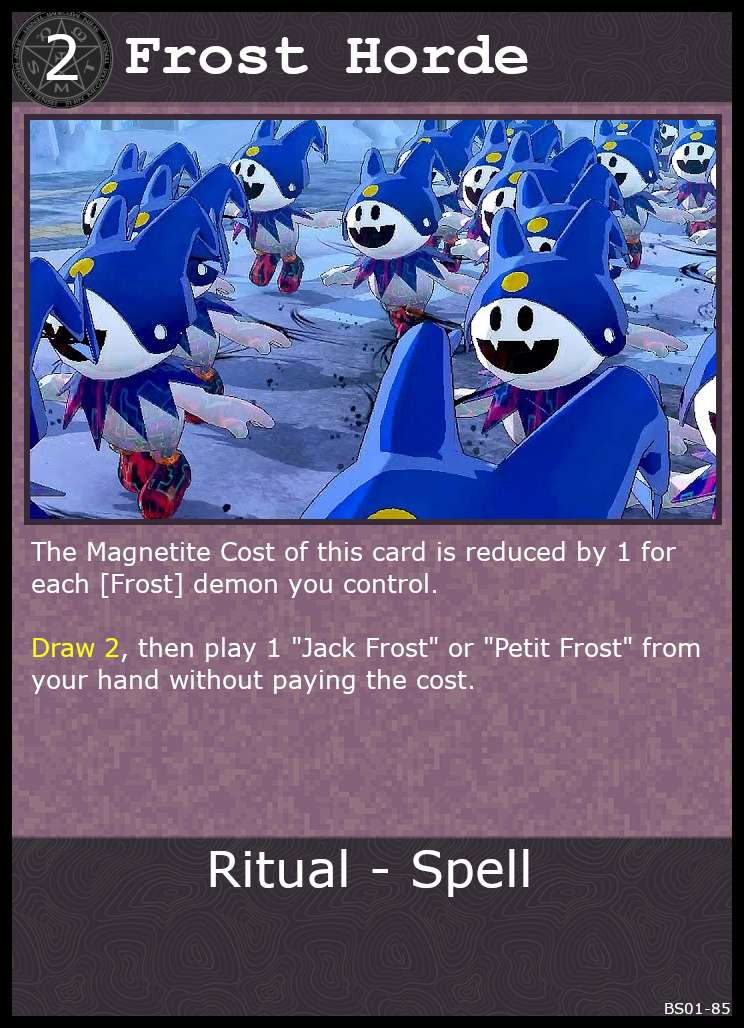 2 Frost Horde
The Magnetite Cost of this card is reduced by 1 for
each [Frost] demon you control.
Draw 2, then play 1 "Jack Frost" or "Petit Frost" from
your hand without paying the cost.
Ritual - Spell
BS01-85